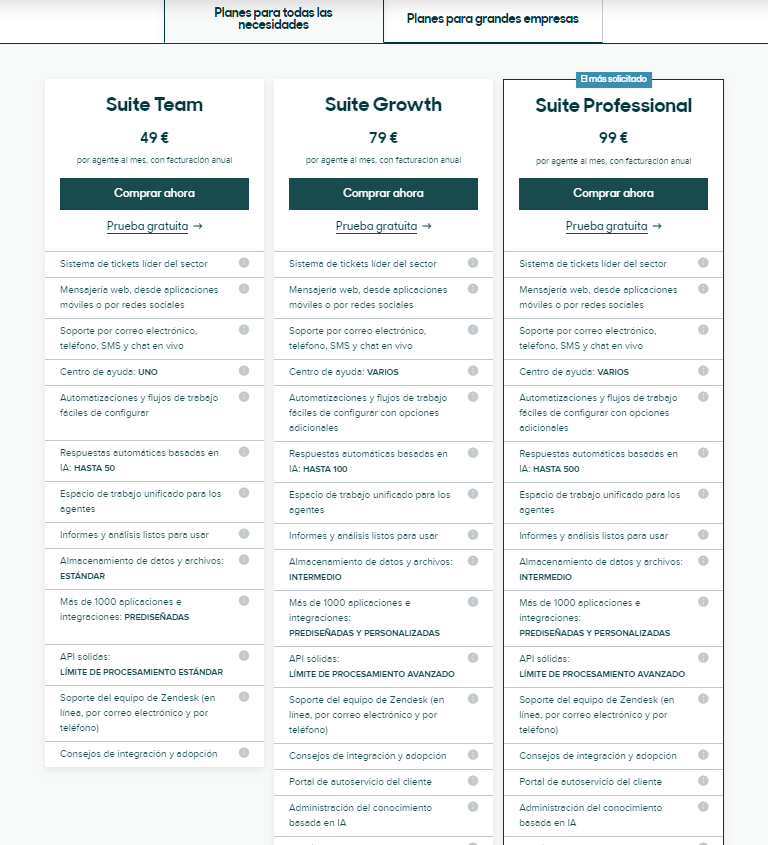 Planes para todas las
necesidades
Planes para grandes empresas
Suite Team
49 €
por agente al mes, con facturación anual
Comprar ahora
Prueba gratuita →
Sistema de tickets líder del sector
Mensajería web, desde aplicaciones
móviles o por redes sociales
Soporte por correo electrónico,
teléfono, SMS y chat en vivo
Centro de ayuda: UNO
Automatizaciones y flujos de trabajo
fáciles de configurar
Respuestas automáticas basadas en
IA: HASTA 50
Espacio de trabajo unificado para los
agentes
Informes y análisis listos para usar
Almacenamiento de datos y archivos:
ESTÁNDAR
Más de 1000 aplicaciones e
integraciones: PREDISEÑADAS
API sólidas:
LÍMITE DE PROCESAMIENTO ESTÁNDAR
Soporte del equipo de Zendesk (en
línea, por correo electrónico y por
teléfono)
Consejos de integración y adopción
Suite Growth
79 €
por agente al mes, con facturación anual
Comprar ahora
Prueba gratuita →
Sistema de tickets líder del sector
Mensajería web, desde aplicaciones
móviles o por redes sociales
Soporte por correo electrónico,
teléfono, SMS y chat en vivo
Centro de ayuda: VARIOS
Automatizaciones y flujos de trabajo
fáciles de configurar con opciones
adicionales
Respuestas automáticas basadas en
IA: HASTA 100
Espacio de trabajo unificado para los
agentes
Informes y análisis listos para usar
Almacenamiento de datos y archivos:
INTERMEDIO
Más de 1000 aplicaciones e
integraciones:
PREDISEÑADAS Y PERSONALIZADAS
API sólidas:
LÍMITE DE PROCESAMIENTO AVANZADO
Soporte del equipo de Zendesk (en
línea, por correo electrónico y por
teléfono)
Consejos de integración y adopción
Portal de autoservicio del cliente
Administración del conocimiento
basada en IA
El más solicitado
Suite Professional
99 €
por agente al mes, con facturación anual
Comprar ahora
Prueba gratuita →
Sistema de tickets líder del sector
Mensajería web, desde aplicaciones
móviles o por redes sociales
Soporte por correo electrónico,
teléfono, SMS y chat en vivo
Centro de ayuda: VARIOS
Automatizaciones y flujos de trabajo
fáciles de configurar con opciones
adicionales
Respuestas automáticas basadas en
IA: HASTA 500
Espacio de trabajo unificado para los
agentes
Informes y análisis listos para usar
Almacenamiento de datos y archivos:
INTERMEDIO
Más de 1000 aplicaciones e
integraciones:
PREDISEÑADAS Y PERSONALIZADAS
API sólidas:
LÍMITE DE PROCESAMIENTO AVANZADO
Soporte del equipo de Zendesk (en
línea, por correo electrónico y por
teléfono)
Consejos de integración y adopción
Portal de autoservicio del cliente
Administración del conocimiento
basada en IA